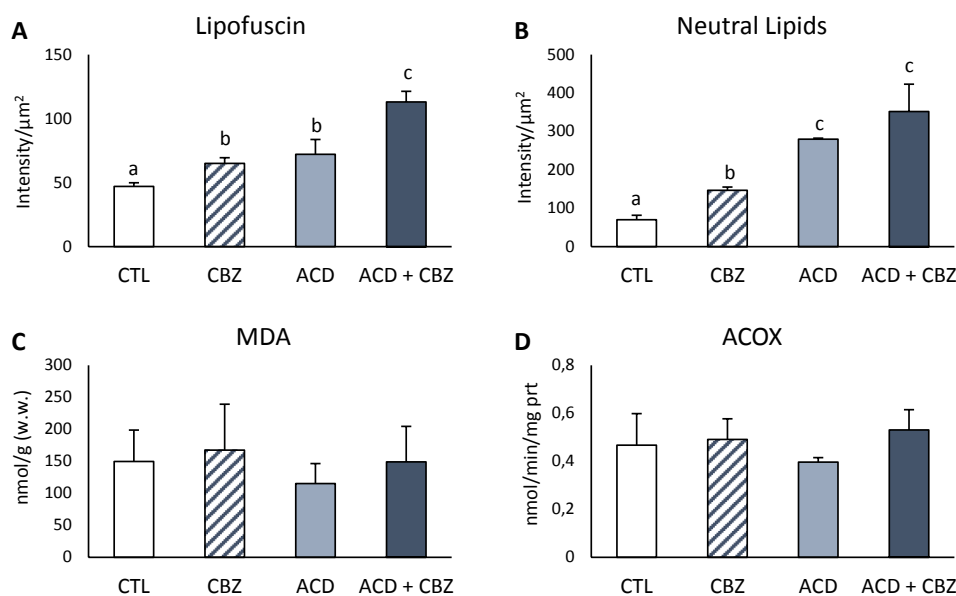 A Lipofuscin
Intensity/µm²
150
100
50
0
a
b
b
c
CTL CBZ ACD ACD + CBZ
B Neutral Lipids
Intensity/µm²
500
400
300
200
100
0
a
b
c
c
CTL CBZ ACD ACD + CBZ
C MDA
nmol/g (w.w.)
300
250
200
150
100
50
0
CTL CBZ ACD ACD + CBZ
D ACOX
nmol/min/mg prt
0,8
0,6
0,4
0,2
0
CTL CBZ ACD ACD + CBZ